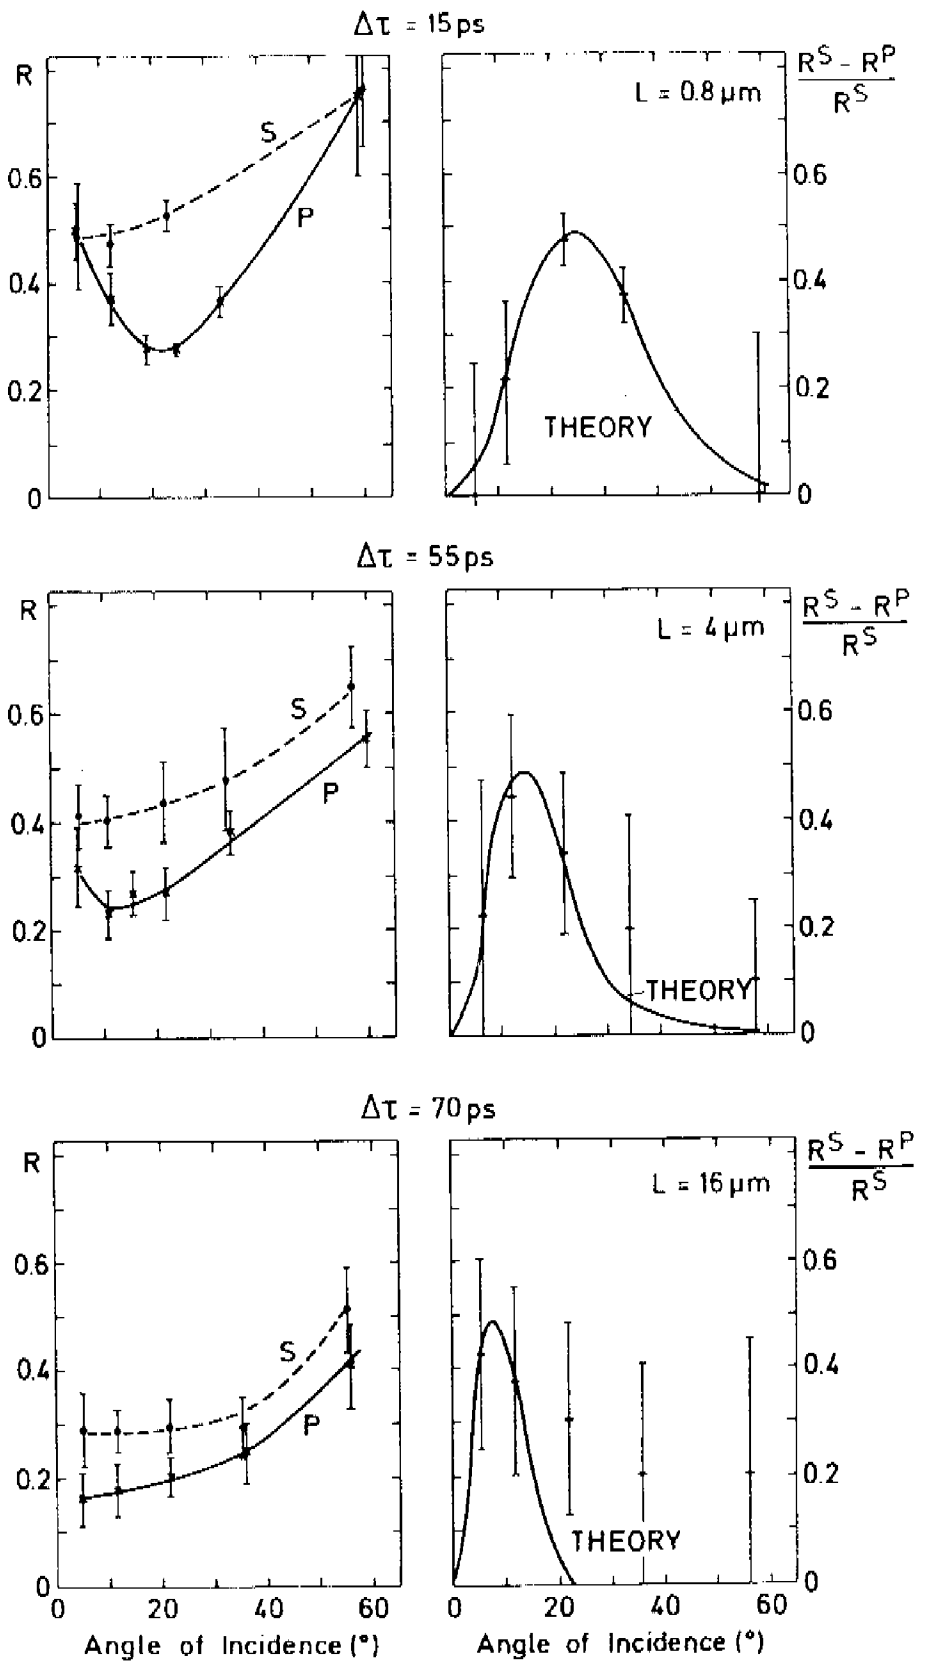 Δτ = 15 ps
R
0.6
0.4
0.2
0
S
P
L = 0.8 μm
R^S - R^P
R^S
0.6
0.4
0.2
0
THEORY
Δτ = 55 ps
R
0.6
0.4
0.2
0
S
P
L = 4 μm
R^S - R^P
R^S
0.6
0.4
0.2
0
THEORY
Δτ = 70 ps
R
0.6
0.4
0.2
0
S
P
0 20 40 60
Angle of Incidence (°)
L = 16 μm
R^S - R^P
R^S
0.6
0.4
0.2
0
THEORY
0 20 40 60
Angle of Incidence (°)